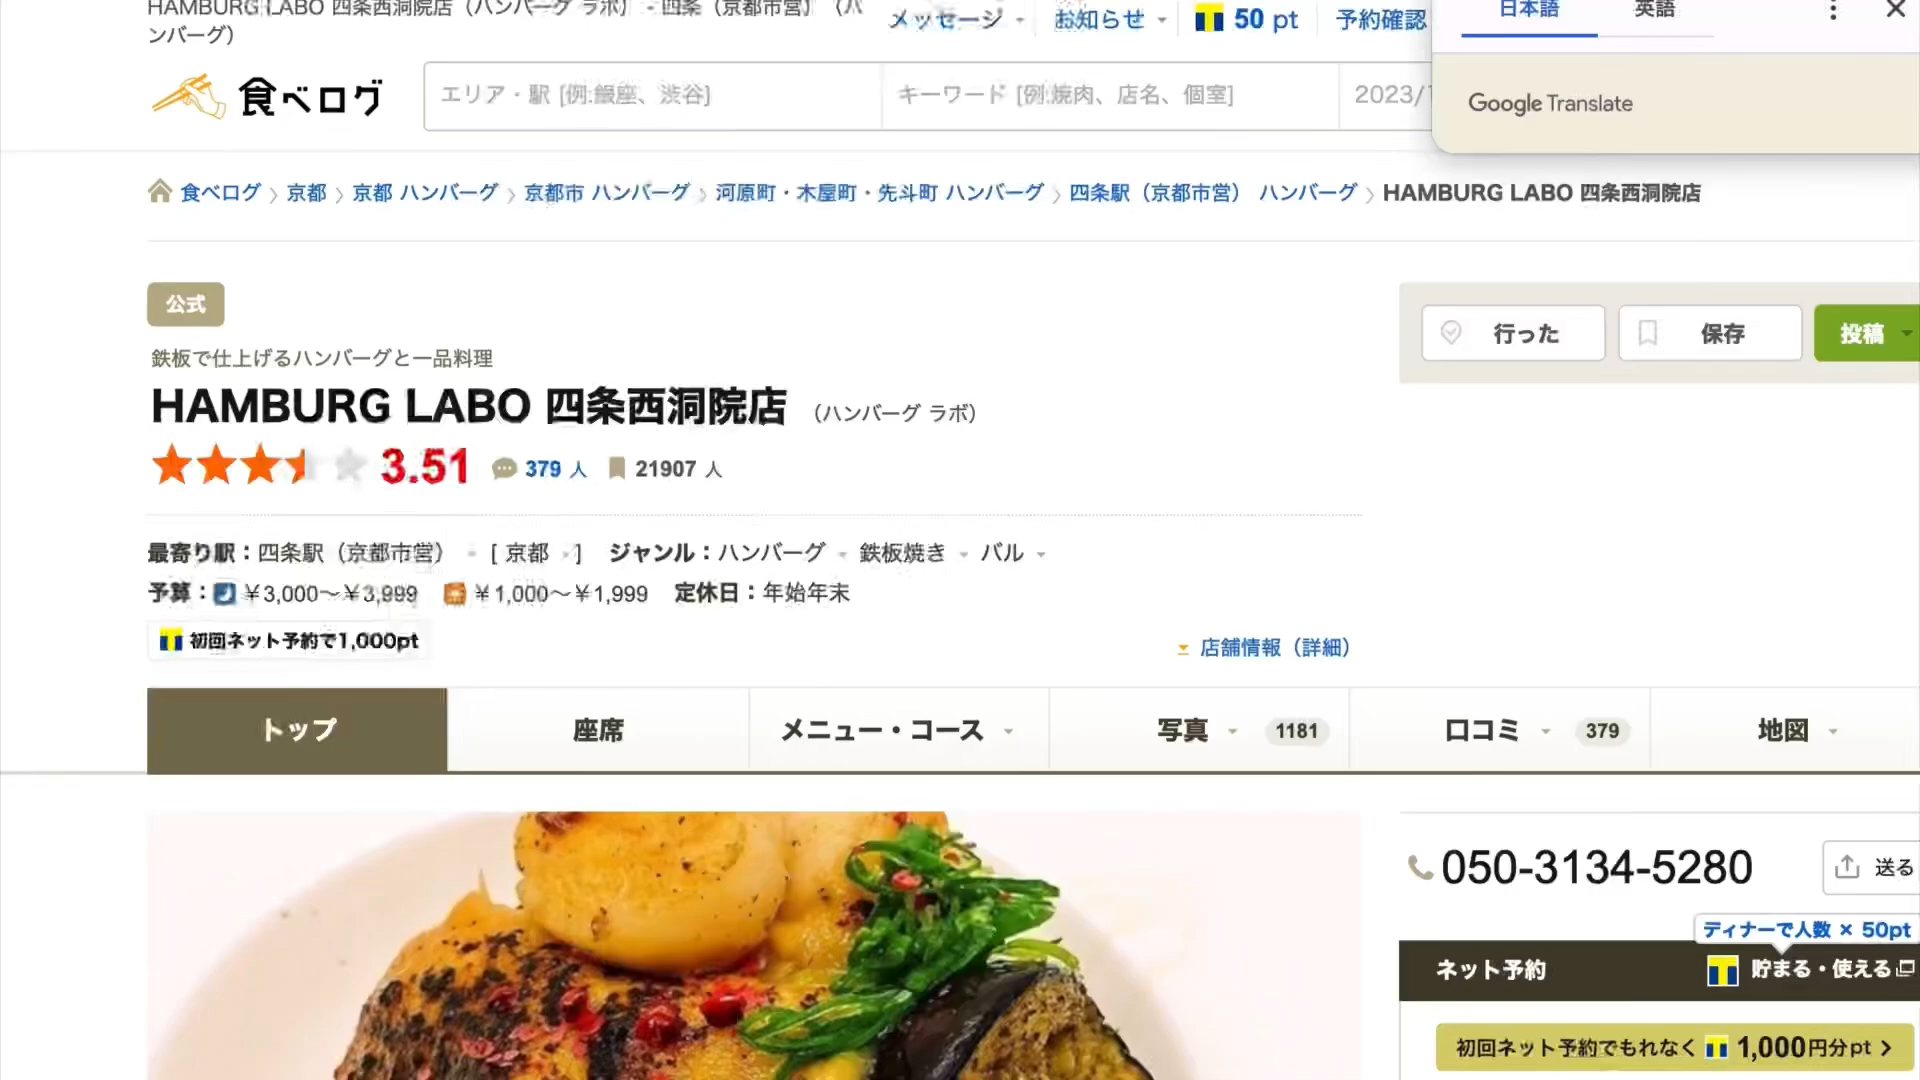 HAMBURG LABO 四条西洞院店（ハンバーグ ラボ） - 四条（京都市営）（ハ
ンバーグ）
メッセージ
お知らせ
50 pt
予約確認
日本語
英語
食べログ
エリア・駅 [例:銀座、渋谷]
キーワード [例:焼肉、店名、個室]
2023/
Google Translate
食べログ 〉 京都 〉 京都 ハンバーグ 〉 京都市 ハンバーグ 〉 河原町・木屋町・先斗町 ハンバーグ 〉 四条駅（京都市営） ハンバーグ 〉 HAMBURG LABO 四条西洞院店
公式
行った
保存
投稿
鉄板で仕上げるハンバーグと一品料理
HAMBURG LABO 四条西洞院店 （ハンバーグ ラボ）
3.51 379 人 21907 人
最寄り駅：四条駅（京都市営） [ 京都 ] ジャンル：ハンバーグ 鉄板焼き バル
予算： ￥3,000～￥3,999 ￥1,000～￥1,999 定休日：年始年末
初回ネット予約で1,000pt
店舗情報（詳細）
トップ
座席
メニュー・コース
写真 1181
口コミ 379
地図
050-3134-5280
送る
ディナーで人数 × 50pt
ネット予約
貯まる・使える
初回ネット予約でもれなく 1,000円分pt